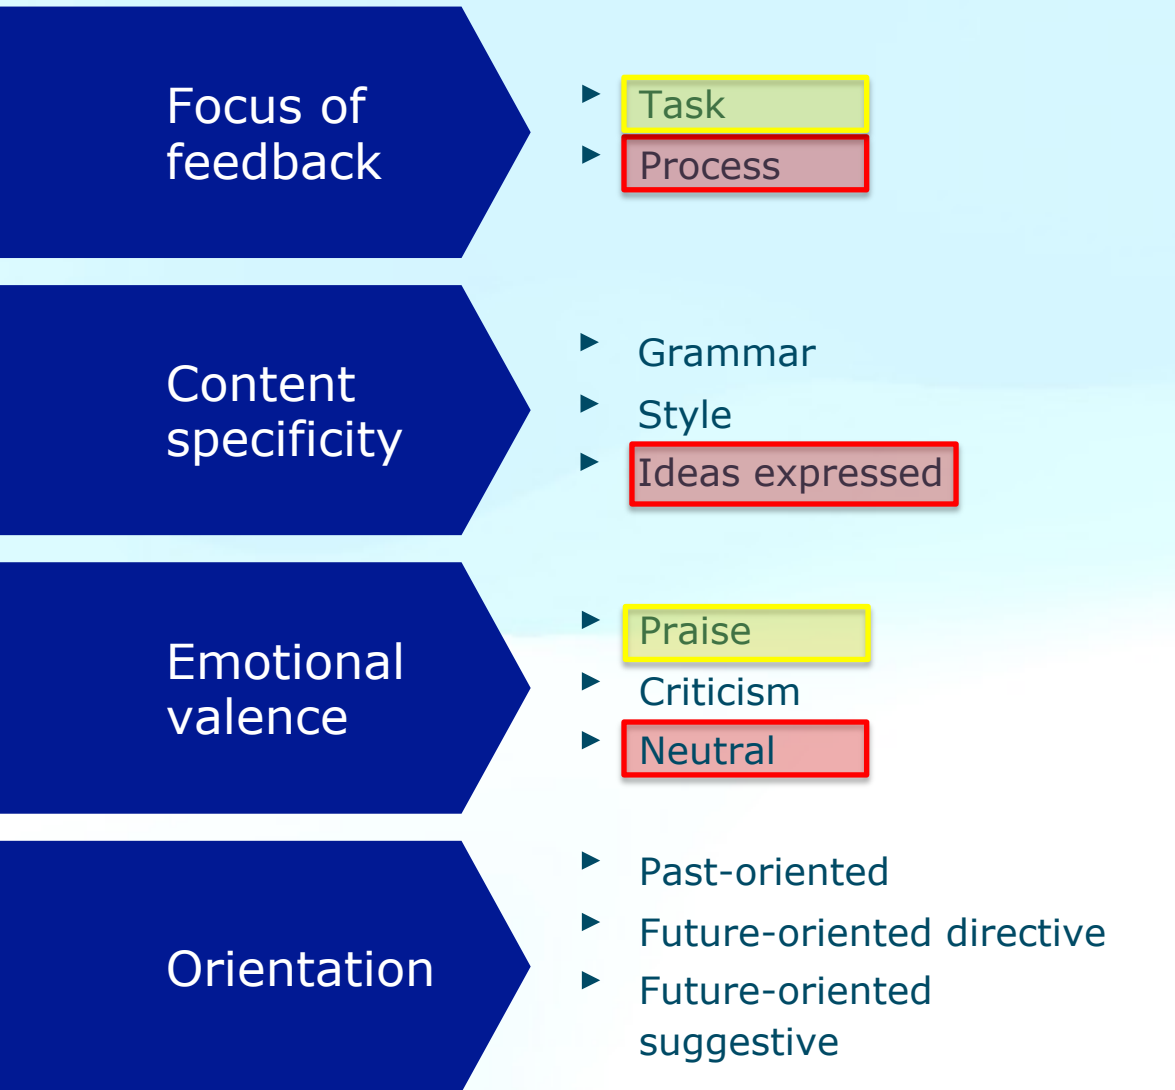 Focus of
feedback
► Task
► Process
Content
specificity
► Grammar
► Style
► Ideas expressed
Emotional
valence
► Praise
► Criticism
► Neutral
Orientation
► Past-oriented
► Future-oriented directive
► Future-oriented
suggestive